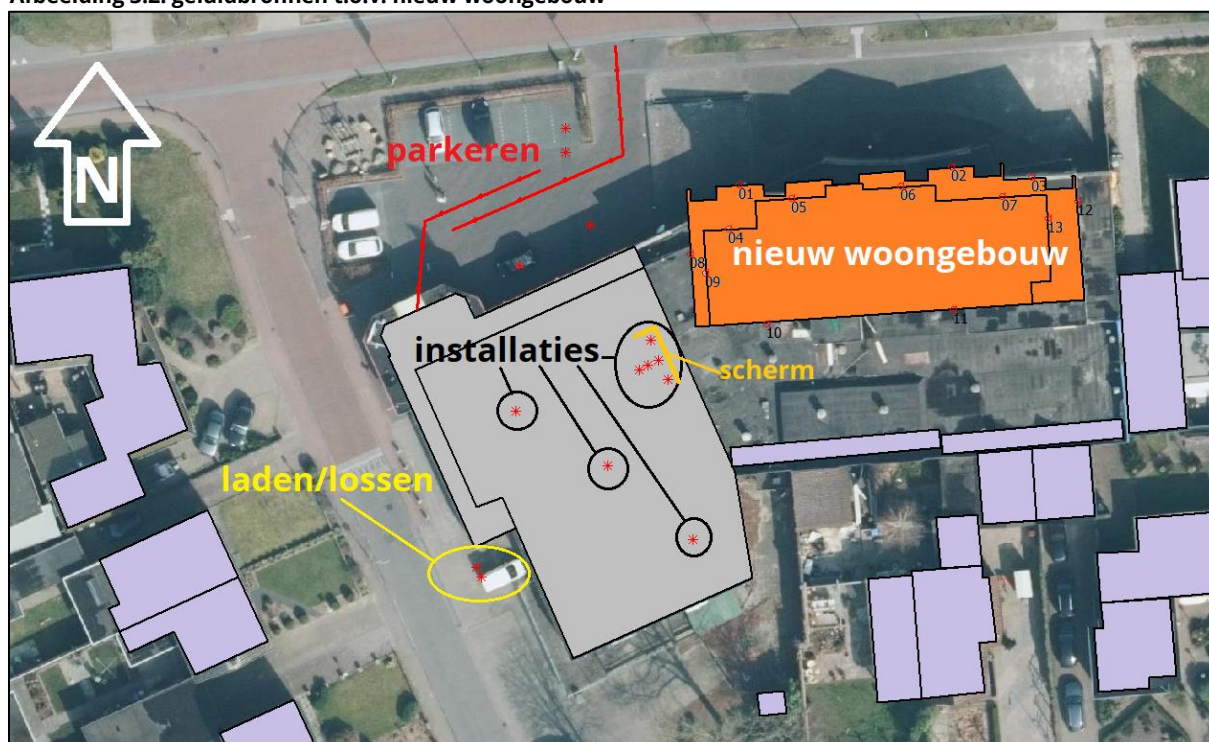 Afbeelding 3.2: geluidbronnen t.o.v. nieuw woongebouw
N
parkeren
01
02
03
05
06
07
12
13
04
nieuw woongebouw
08
09
10
11
installaties
scherm
laden/lossen